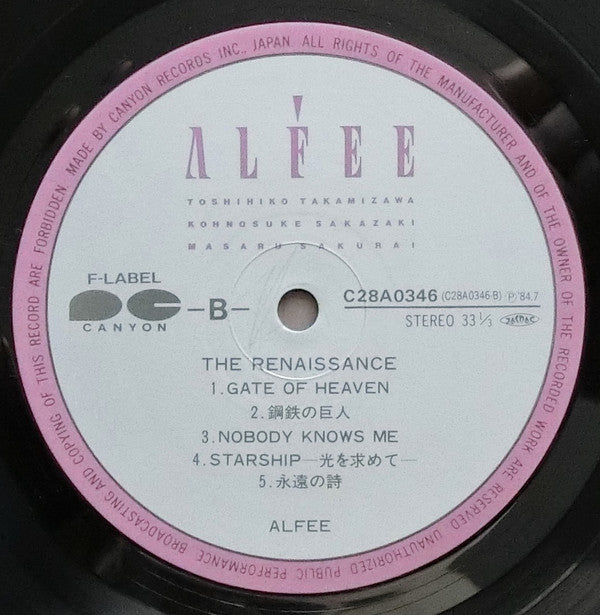 MADE BY CANYON RECORDS INC., JAPAN. ALL RIGHTS OF THE MANUFACTURER AND OF THE OWNER OF THE RECORDED WORK ARE RESERVED UNAUTHORIZED PUBLIC PERFORMANCE BROADCASTING AND COPYING OF THIS RECORD ARE FORBIDDEN
ALFEE
TOSHIHIKO TAKAMIZAWA
KOHNOSUKE SAKAZAKI
MASARU SAKURAI
F-LABEL
PC
CANYON
-B-
C28A0346 (C28A0346-B) Ⓟ'84.7
STEREO 33 1/3
THE RENAISSANCE
1.GATE OF HEAVEN
2.鋼鉄の巨人
3.NOBODY KNOWS ME
4.STARSHIP—光を求めて—
5.永遠の詩
ALFEE